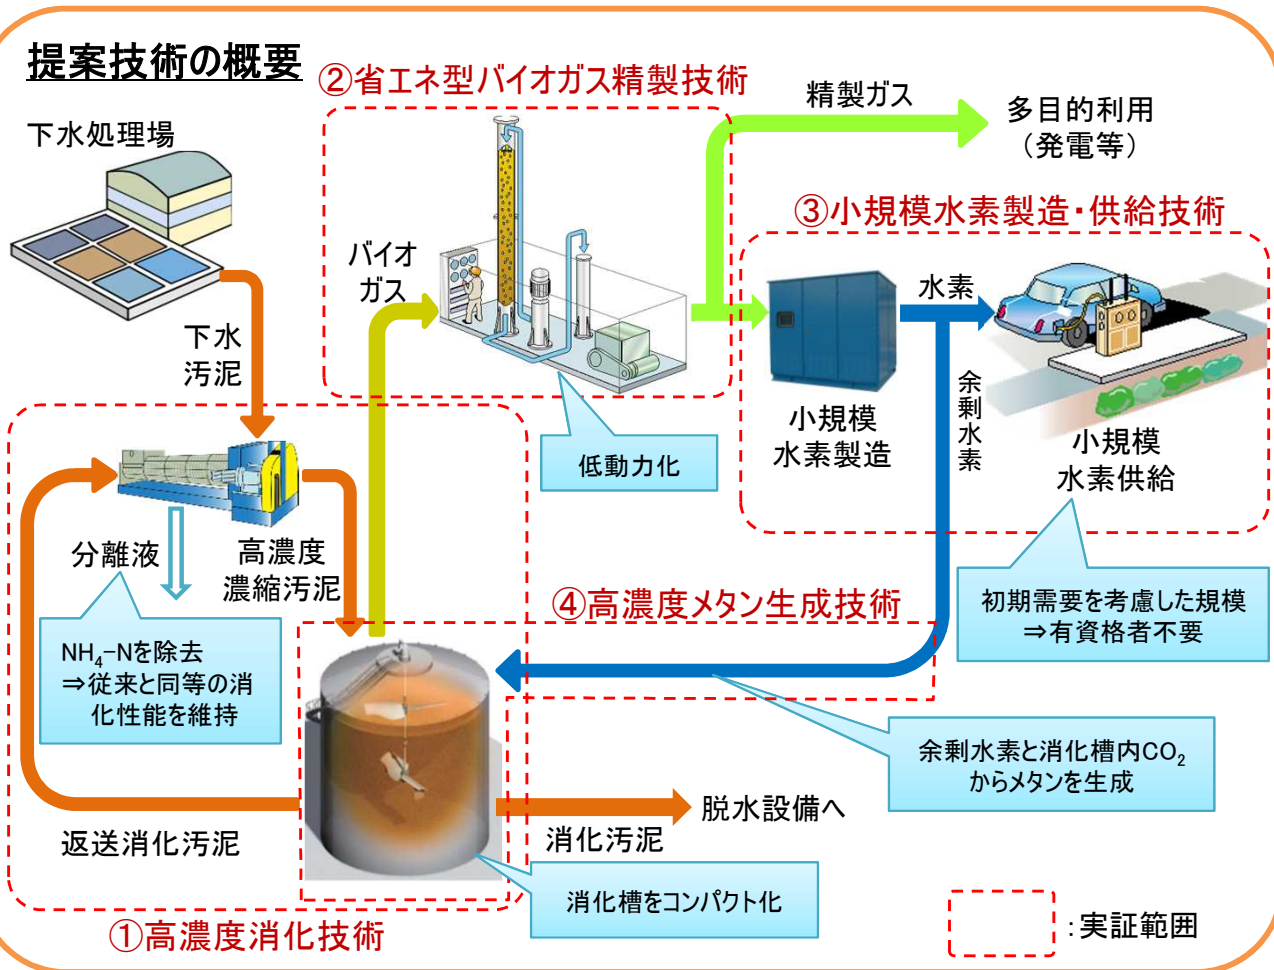 提案技術の概要
②省エネ型バイオガス精製技術
精製ガス
多目的利用
（発電等）
下水処理場
③小規模水素製造・供給技術
バイオ
ガス
水素
下水
汚泥
余剰水素
小規模
水素製造
小規模
水素供給
低動力化
分離液
高濃度
濃縮汚泥
初期需要を考慮した規模
⇒有資格者不要
④高濃度メタン生成技術
NH₄-Nを除去
⇒従来と同等の消
化性能を維持
余剰水素と消化槽内CO₂
からメタンを生成
脱水設備へ
返送消化汚泥
消化汚泥
消化槽をコンパクト化
①高濃度消化技術
：実証範囲